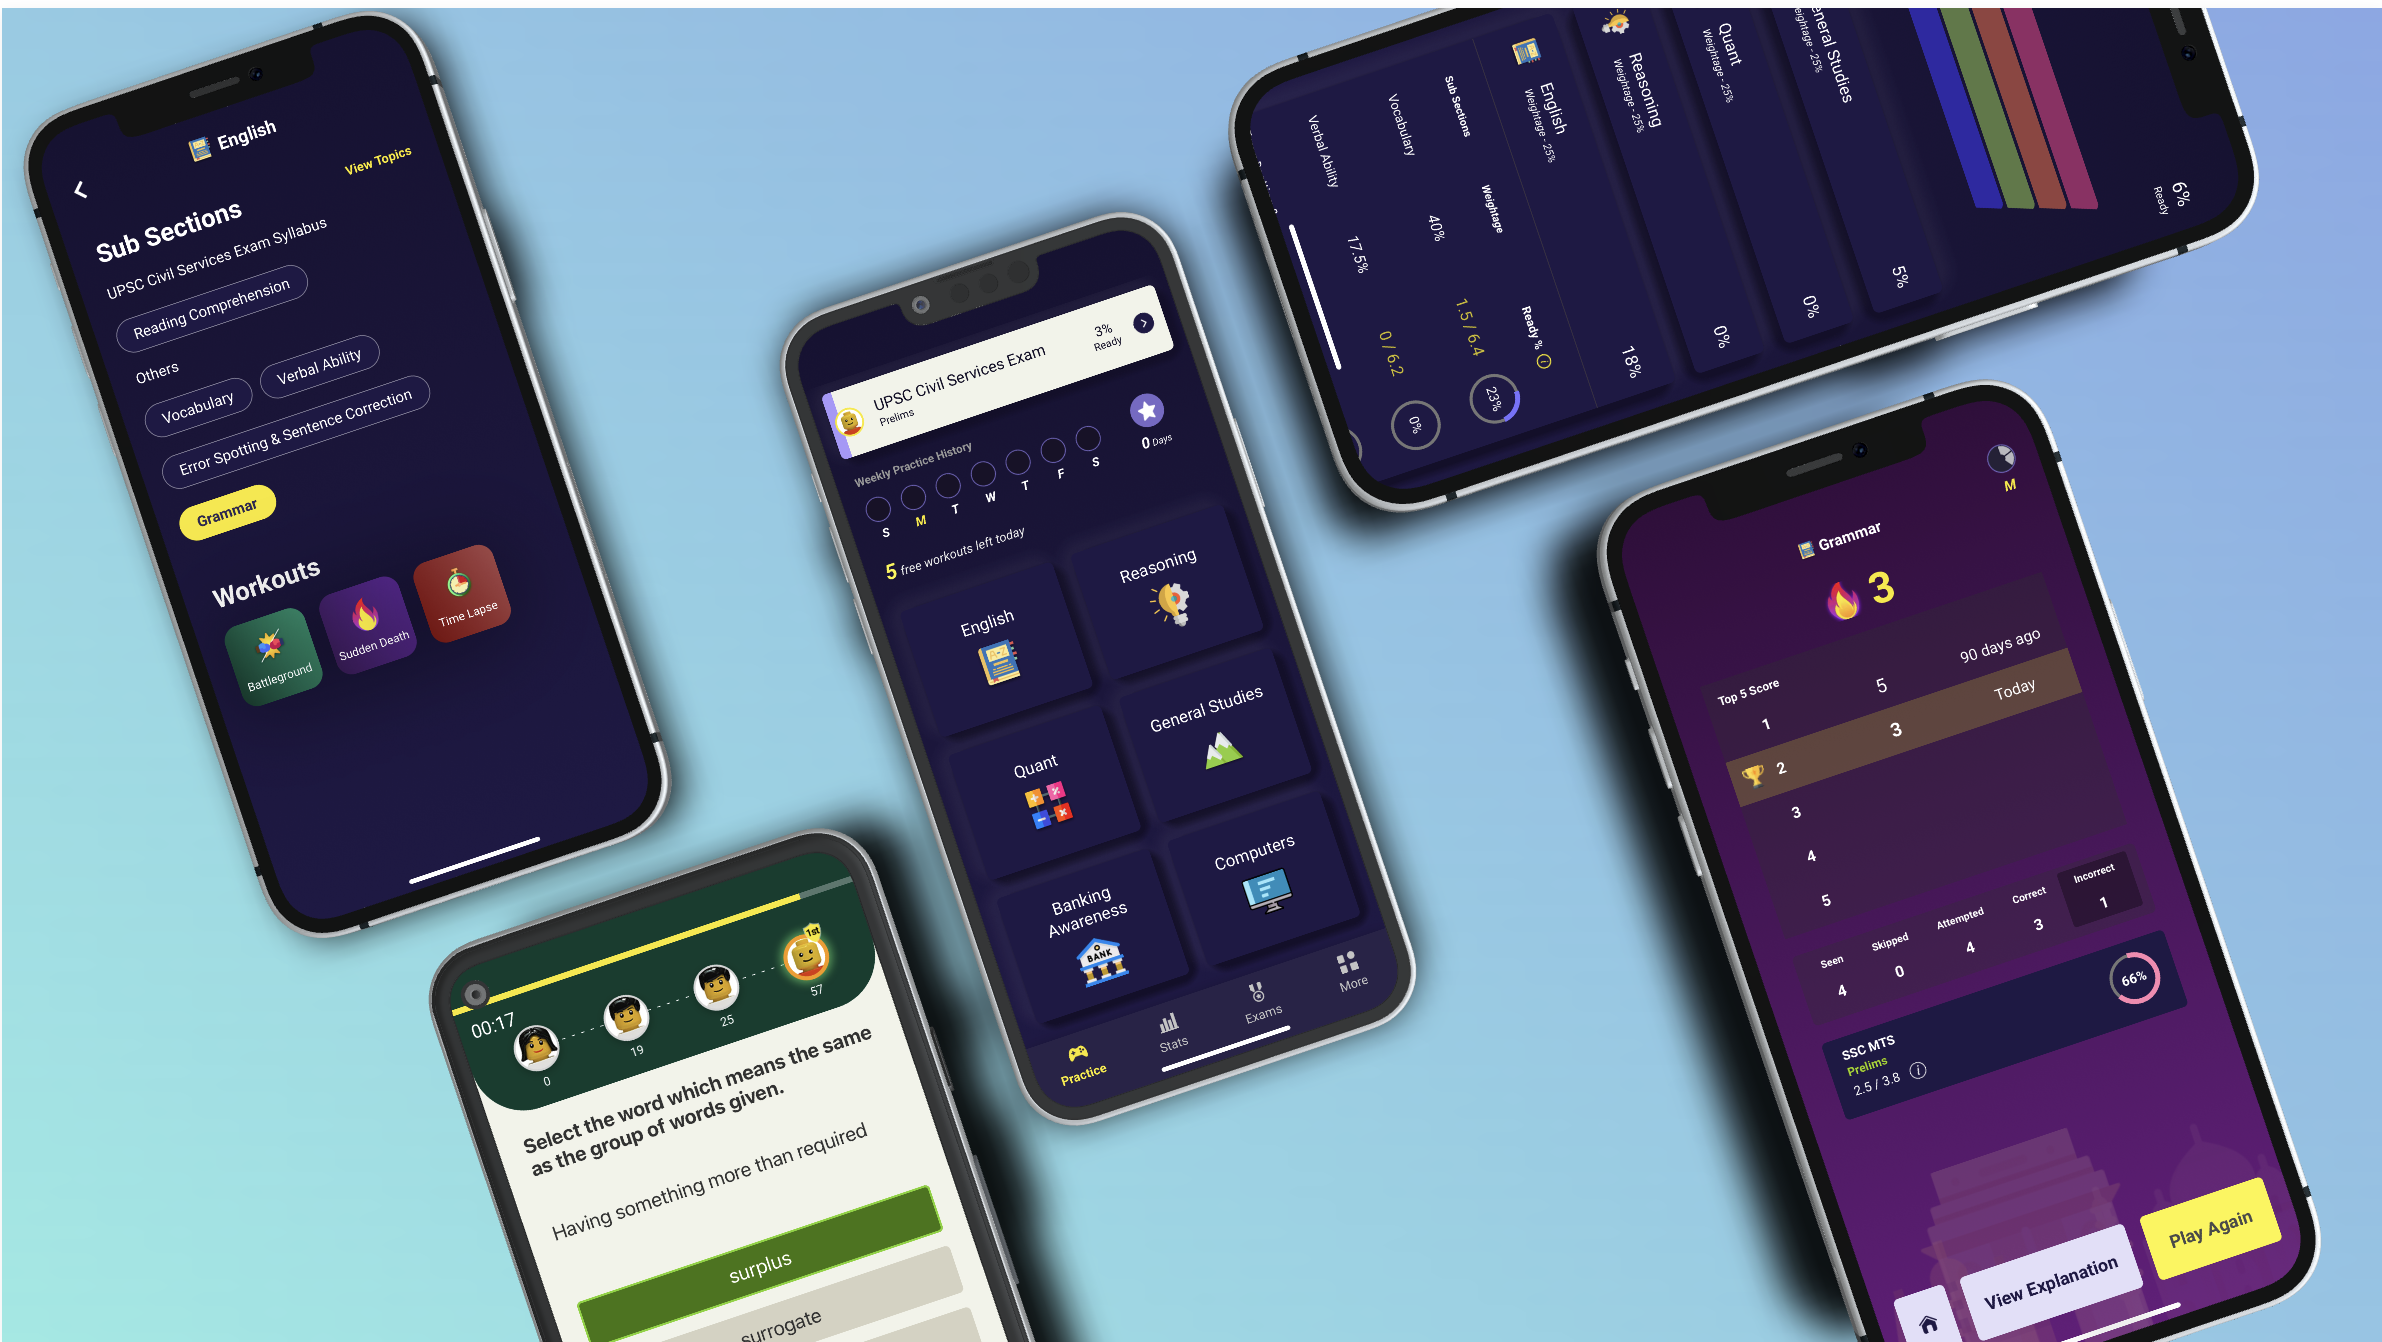 English
View Topics
Sub Sections
UPSC Civil Services Exam Syllabus
Reading Comprehension
Others
Vocabulary
Verbal Ability
Error Spotting & Sentence Correction
Grammar
Workouts
Battleground
Sudden Death
Time Lapse
00:17
0
19
25
57
1st
Select the word which means the same
as the group of words given.
Having something more than required
surplus
surrogate
UPSC Civil Services Exam
Prelims
3%
Ready
Weekly Practice History
S M T W T F S
0 Days
5 free workouts left today
English
Reasoning
Quant
General Studies
Banking
Awareness
BANK
Computers
Practice
Stats
Exams
More
6%
Ready
General Studies
Weightage - 25%
5%
Quant
Weightage - 25%
0%
Reasoning
Weightage - 25%
0%
English
Weightage - 25%
18%
Sub Sections Weightage Ready %
Vocabulary 40% 1.5 / 6.4 23%
Verbal Ability 17.5% 0 / 6.2 0%
M
Grammar
3
Top 5 Score
1 5 90 days ago
2 3 Today
3
4
5
Seen Skipped Attempted Correct Incorrect
4 0 4 3 1
SSC MTS
Prelims
2.5 / 3.8
66%
View Explanation
Play Again